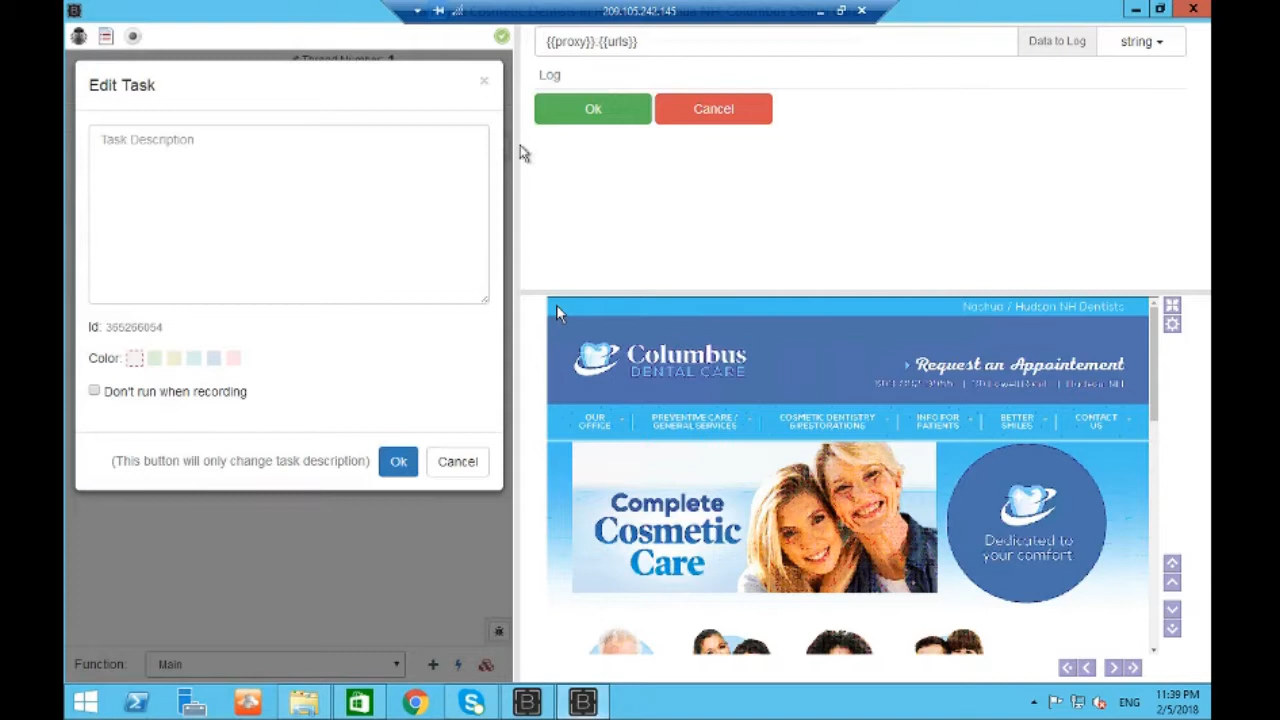 209.105.242.145
{{proxy}}.{{urls}}
Data to Log
string
Log
Ok
Cancel
Edit Task
×
Task Description
Id: 365266054
Color:
Don't run when recording
(This button will only change task description)
Ok
Cancel
Nashua / Hudson NH Dentists
Columbus
DENTAL CARE
Request an Appointement
OUR OFFICE
PREVENTIVE CARE / GENERAL SERVICES
COSMETIC DENTISTRY & RESTORATIONS
INFO FOR PATIENTS
BETTER SMILES
CONTACT US
Complete
Cosmetic
Care
Dedicated to
your comfort
Function:
Main
ENG
11:39 PM
2/5/2018